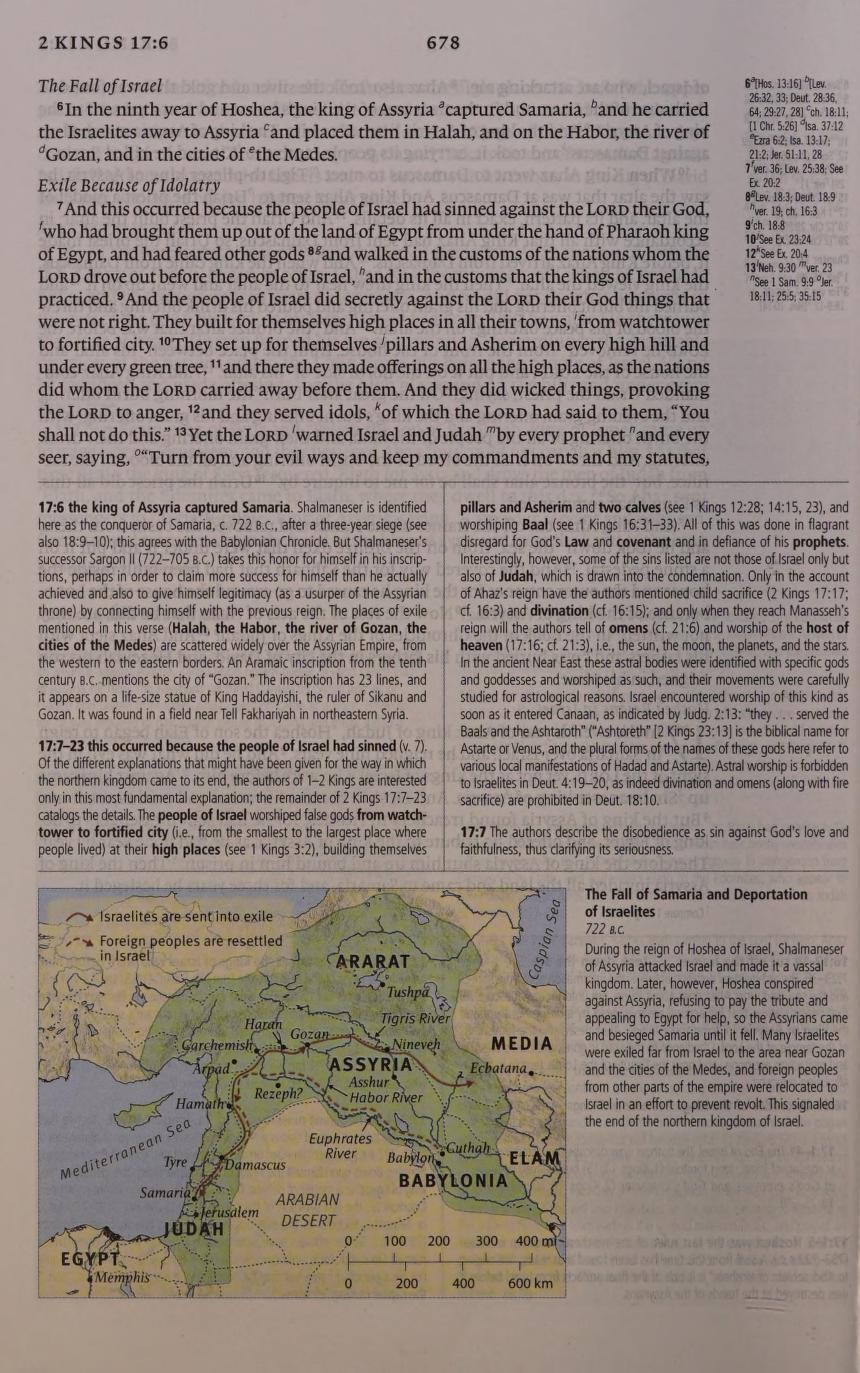 2 KINGS 17:6
678
The Fall of Israel
⁶In the ninth year of Hoshea, the king of Assyria ᵃcaptured Samaria, ᵇand he carried
the Israelites away to Assyria ᶜand placed them in Halah, and on the Habor, the river of
ᵈGozan, and in the cities of ᵉthe Medes.
Exile Because of Idolatry
⁷And this occurred because the people of Israel had sinned against the LORD their God,
ᶠwho had brought them up out of the land of Egypt from under the hand of Pharaoh king
of Egypt, and had feared other gods ⁸ᵍand walked in the customs of the nations whom the
LORD drove out before the people of Israel, ʰand in the customs that the kings of Israel had
practiced. ⁹And the people of Israel did secretly against the LORD their God things that
were not right. They built for themselves high places in all their towns, ⁱfrom watchtower
to fortified city. ¹⁰They set up for themselves ʲpillars and Asherim on every high hill and
under every green tree, ¹¹and there they made offerings on all the high places, as the nations
did whom the LORD carried away before them. And they did wicked things, provoking
the LORD to anger, ¹²and they served idols, ᵏof which the LORD had said to them, “You
shall not do this.” ¹³Yet the LORD ˡwarned Israel and Judah ᵐby every prophet ⁿand every
seer, saying, ᵒ“Turn from your evil ways and keep my commandments and my statutes,
6ᵃ[Hos. 13:16] ᵇ[Lev.
26:32, 33; Deut. 28:36,
64; 29:27, 28] ᶜch. 18:11;
[1 Chr. 5:26] ᵈIsa. 37:12
ᵉEzra 6:2; Isa. 13:17;
21:2; Jer. 51:11, 28
7ᶠver. 36; Lev. 25:38; See
Ex. 20:2
8ᵍLev. 18:3; Deut. 18:9
ʰver. 19; ch. 16:3
9ⁱch. 18:8
10ʲSee Ex. 23:24
12ᵏSee Ex. 20:4
13ˡNeh. 9:30 ᵐver. 23
ⁿSee 1 Sam. 9:9 ᵒJer.
18:11; 25:5; 35:15
17:6 the king of Assyria captured Samaria. Shalmaneser is identified
here as the conqueror of Samaria, c. 722 B.C., after a three-year siege (see
also 18:9–10); this agrees with the Babylonian Chronicle. But Shalmaneser’s
successor Sargon II (722–705 B.C.) takes this honor for himself in his inscrip-
tions, perhaps in order to claim more success for himself than he actually
achieved and also to give himself legitimacy (as a usurper of the Assyrian
throne) by connecting himself with the previous reign. The places of exile
mentioned in this verse (Halah, the Habor, the river of Gozan, the
cities of the Medes) are scattered widely over the Assyrian Empire, from
the western to the eastern borders. An Aramaic inscription from the tenth
century B.C. mentions the city of “Gozan.” The inscription has 23 lines, and
it appears on a life-size statue of King Haddayishi, the ruler of Sikanu and
Gozan. It was found in a field near Tell Fakhariyah in northeastern Syria.
17:7–23 this occurred because the people of Israel had sinned (v. 7).
Of the different explanations that might have been given for the way in which
the northern kingdom came to its end, the authors of 1–2 Kings are interested
only in this most fundamental explanation; the remainder of 2 Kings 17:7–23
catalogs the details. The people of Israel worshiped false gods from watch-
tower to fortified city (i.e., from the smallest to the largest place where
people lived) at their high places (see 1 Kings 3:2), building themselves
pillars and Asherim and two calves (see 1 Kings 12:28; 14:15, 23), and
worshiping Baal (see 1 Kings 16:31–33). All of this was done in flagrant
disregard for God’s Law and covenant and in defiance of his prophets.
Interestingly, however, some of the sins listed are not those of Israel only but
also of Judah, which is drawn into the condemnation. Only in the account
of Ahaz’s reign have the authors mentioned child sacrifice (2 Kings 17:17;
cf. 16:3) and divination (cf. 16:15); and only when they reach Manasseh’s
reign will the authors tell of omens (cf. 21:6) and worship of the host of
heaven (17:16; cf. 21:3), i.e., the sun, the moon, the planets, and the stars.
In the ancient Near East these astral bodies were identified with specific gods
and goddesses and worshiped as such, and their movements were carefully
studied for astrological reasons. Israel encountered worship of this kind as
soon as it entered Canaan, as indicated by Judg. 2:13: “they . . . served the
Baals and the Ashtaroth” (“Ashtoreth” [2 Kings 23:13] is the biblical name for
Astarte or Venus, and the plural forms of the names of these gods here refer to
various local manifestations of Hadad and Astarte). Astral worship is forbidden
to Israelites in Deut. 4:19–20, as indeed divination and omens (along with fire
sacrifice) are prohibited in Deut. 18:10.
17:7 The authors describe the disobedience as sin against God’s love and
faithfulness, thus clarifying its seriousness.
Israelites are sent into exile
Foreign peoples are resettled
in Israel
Caspian Sea
ARARAT
Tushpa
Tigris River
Haran
Gozan
Carchemish
Nineveh
MEDIA
Arpad
ASSYRIA
Ecbatana
Asshur
Rezeph?
Habor River
Hamath
Mediterranean Sea
Euphrates
River
Cuthah
Tyre
Damascus
Babylon
ELAM
BABYLONIA
Samaria
ARABIAN
DESERT
Jerusalem
JUDAH
EGYPT
Memphis
0 100 200 300 400 mi
0 200 400 600 km
The Fall of Samaria and Deportation
of Israelites
722 B.C.
During the reign of Hoshea of Israel, Shalmaneser
of Assyria attacked Israel and made it a vassal
kingdom. Later, however, Hoshea conspired
against Assyria, refusing to pay the tribute and
appealing to Egypt for help, so the Assyrians came
and besieged Samaria until it fell. Many Israelites
were exiled far from Israel to the area near Gozan
and the cities of the Medes, and foreign peoples
from other parts of the empire were relocated to
Israel in an effort to prevent revolt. This signaled
the end of the northern kingdom of Israel.